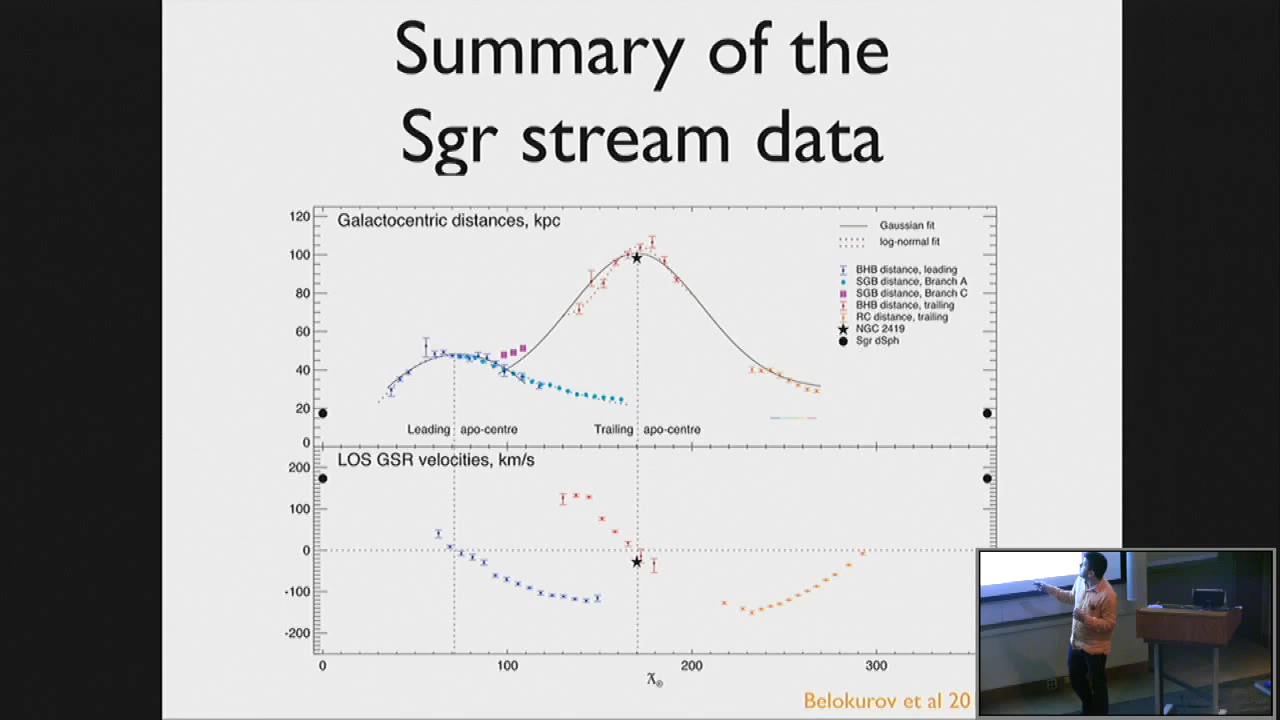 Summary of the
Sgr stream data
Galactocentric distances, kpc
Gaussian fit
log-normal fit
BHB distance, leading
SGB distance, Branch A
SGB distance, Branch C
BHB distance, trailing
RC distance, trailing
NGC 2419
Sgr dSph
120
100
80
60
40
20
0
Leading apo-centre
Trailing apo-centre
LOS GSR velocities, km/s
200
100
0
-100
-200
0 100 200 300
Belokurov et al 20